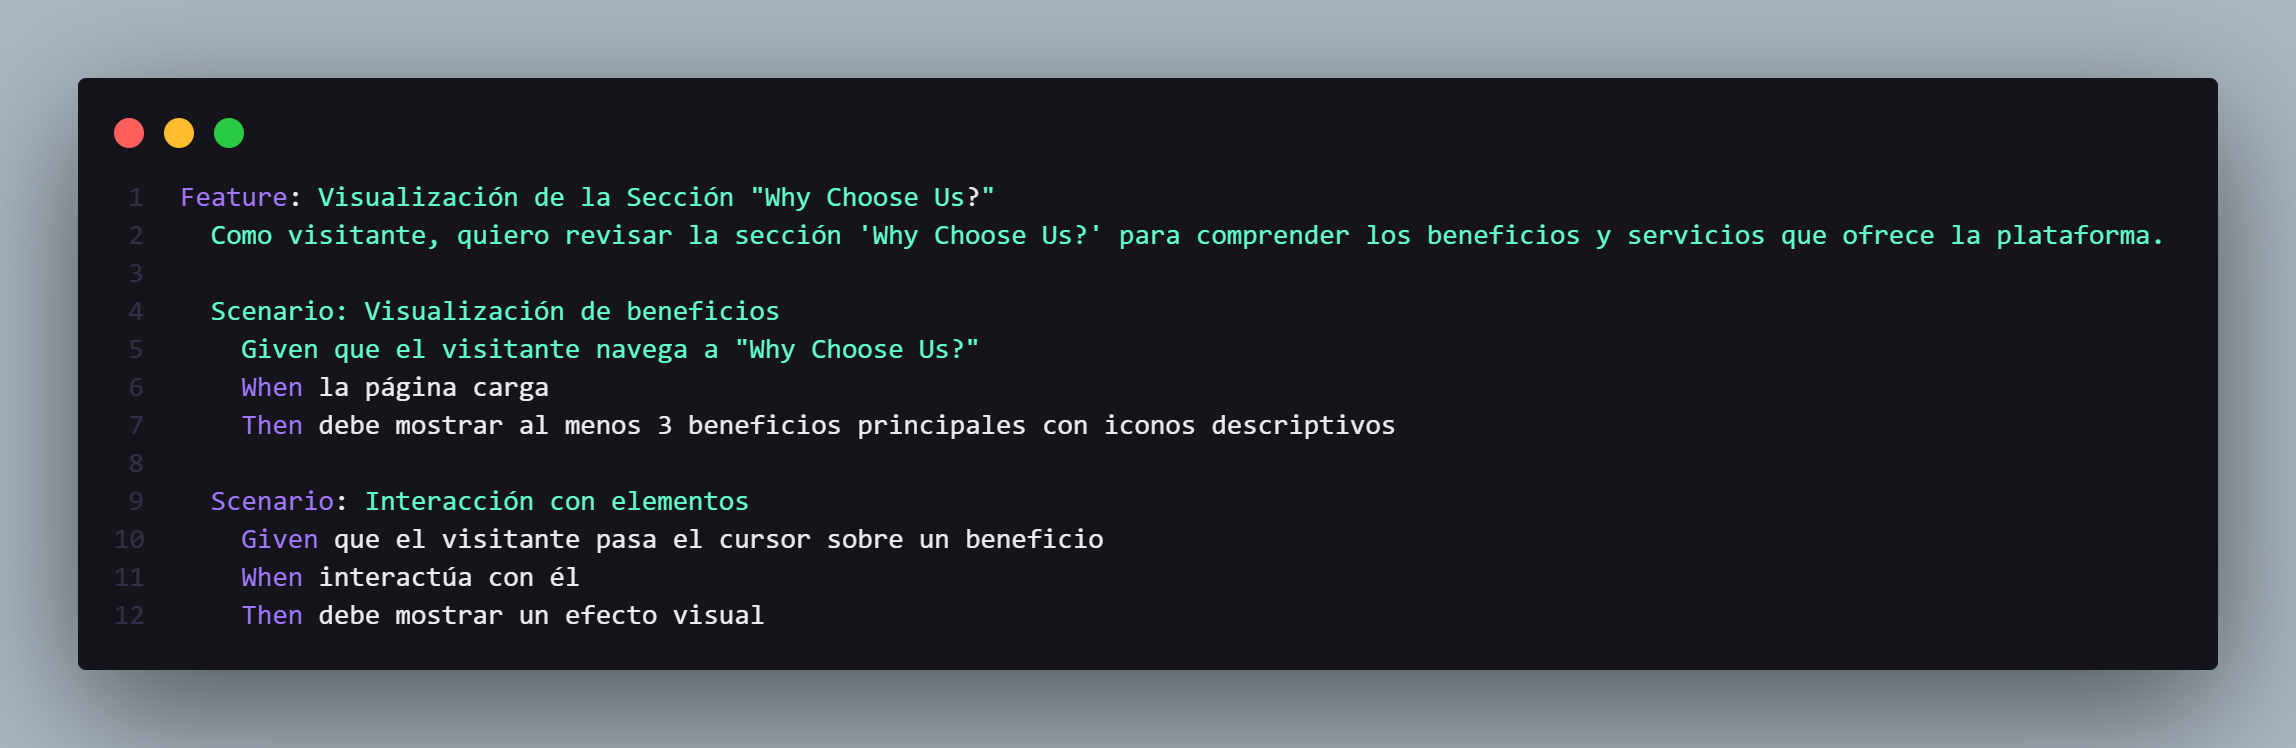 1 Feature: Visualización de la Sección "Why Choose Us?"
2 Como visitante, quiero revisar la sección 'Why Choose Us?' para comprender los beneficios y servicios que ofrece la plataforma.
3
4 Scenario: Visualización de beneficios
5 Given que el visitante navega a "Why Choose Us?"
6 When la página carga
7 Then debe mostrar al menos 3 beneficios principales con iconos descriptivos
8
9 Scenario: Interacción con elementos
10 Given que el visitante pasa el cursor sobre un beneficio
11 When interactúa con él
12 Then debe mostrar un efecto visual